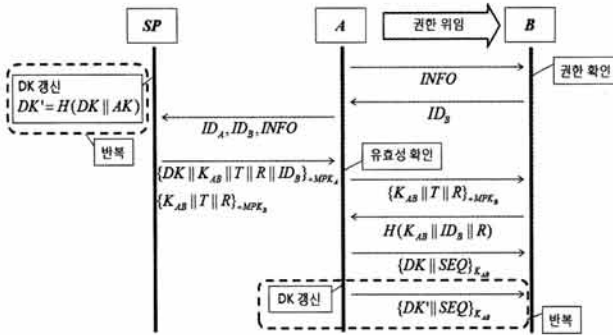 SP
A
권한 위임
B
INFO
권한 확인
DK 갱신
DK' = H(DK || AK)
ID_B
ID_A, ID_B, INFO
반복
유효성 확인
{DK || K_AB || T || R || ID_B}_+MPK_A
{K_AB || T || R}_+MPK_B
{K_AB || T || R}_+MPK_B
H(K_AB || ID_B || R)
{DK || SEQ}_K_AB
DK 갱신
{DK' || SEQ}_K_AB
반복